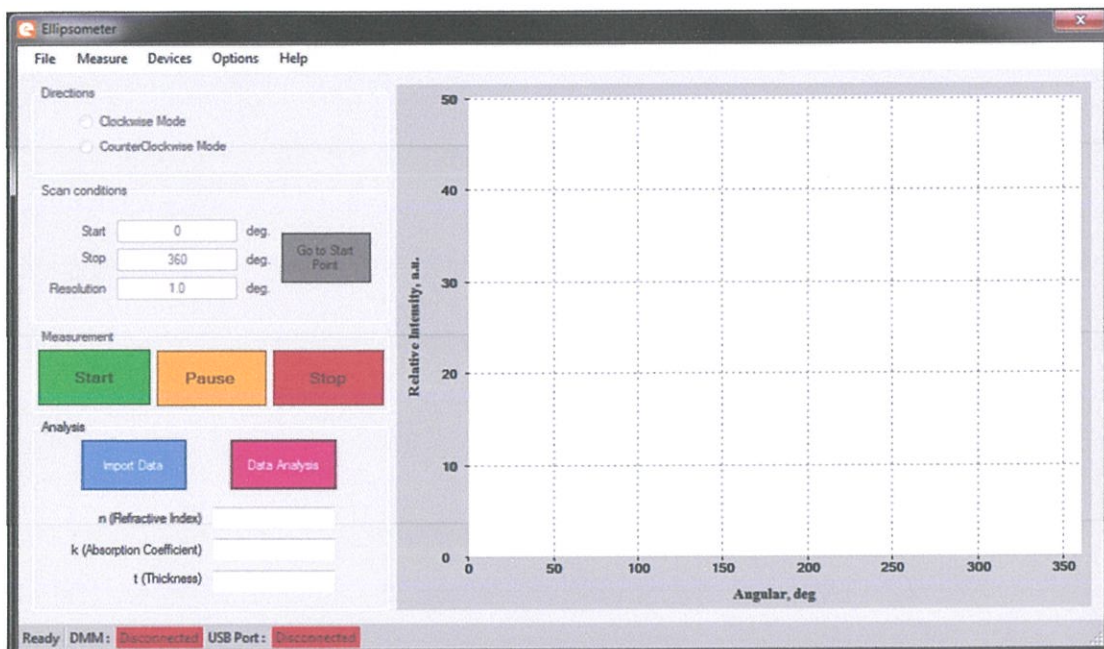 Ellipsometer
File Measure Devices Options Help
Directions
Clockwise Mode
CounterClockwise Mode
Scan conditions
Start 0 deg.
Stop 360 deg.
Resolution 1.0 deg.
Go to Start
Point
Measurement
Start Pause Stop
Analysis
Import Data Data Analysis
n (Refractive Index)
k (Absorption Coefficient)
t (Thickness)
50
40
30
20
10
0
Relative Intensity, a.u.
0 50 100 150 200 250 300 350
Angular, deg
Ready DMM : Disconnected USB Port : Disconnected